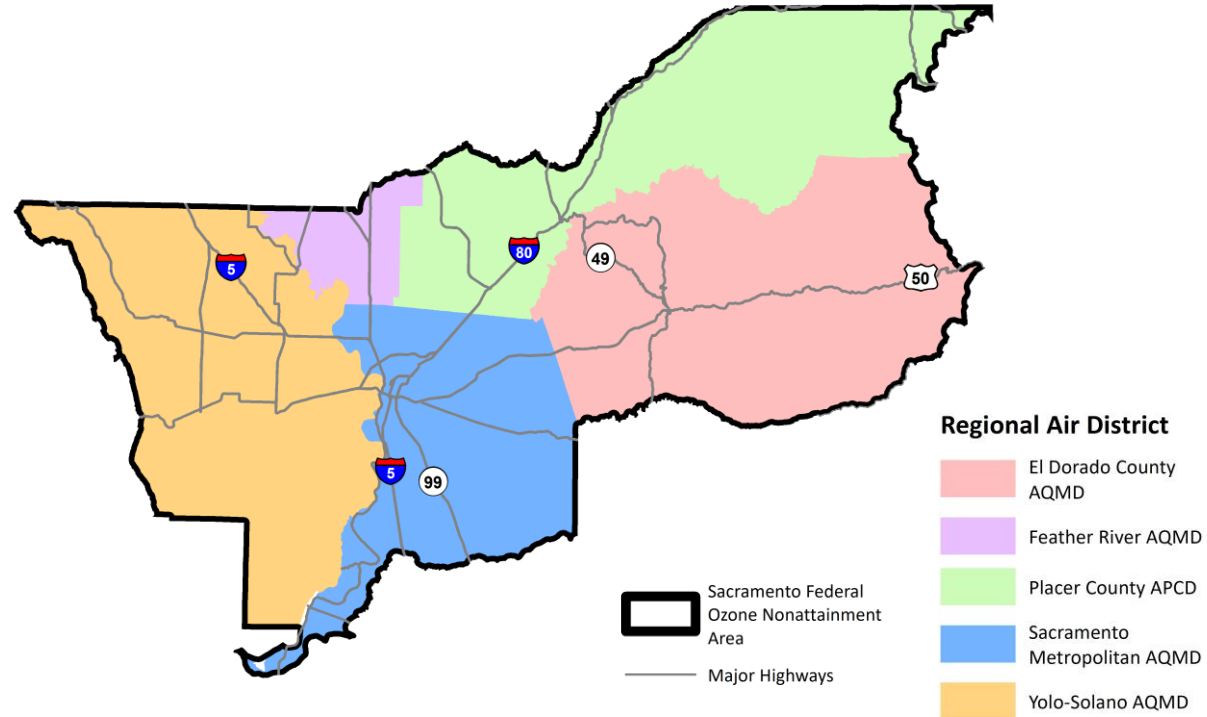 80
49
5
50
5
99
Regional Air District
El Dorado County
AQMD
Feather River AQMD
Placer County APCD
Sacramento
Metropolitan AQMD
Yolo-Solano AQMD
Sacramento Federal
Ozone Nonattainment
Area
Major Highways